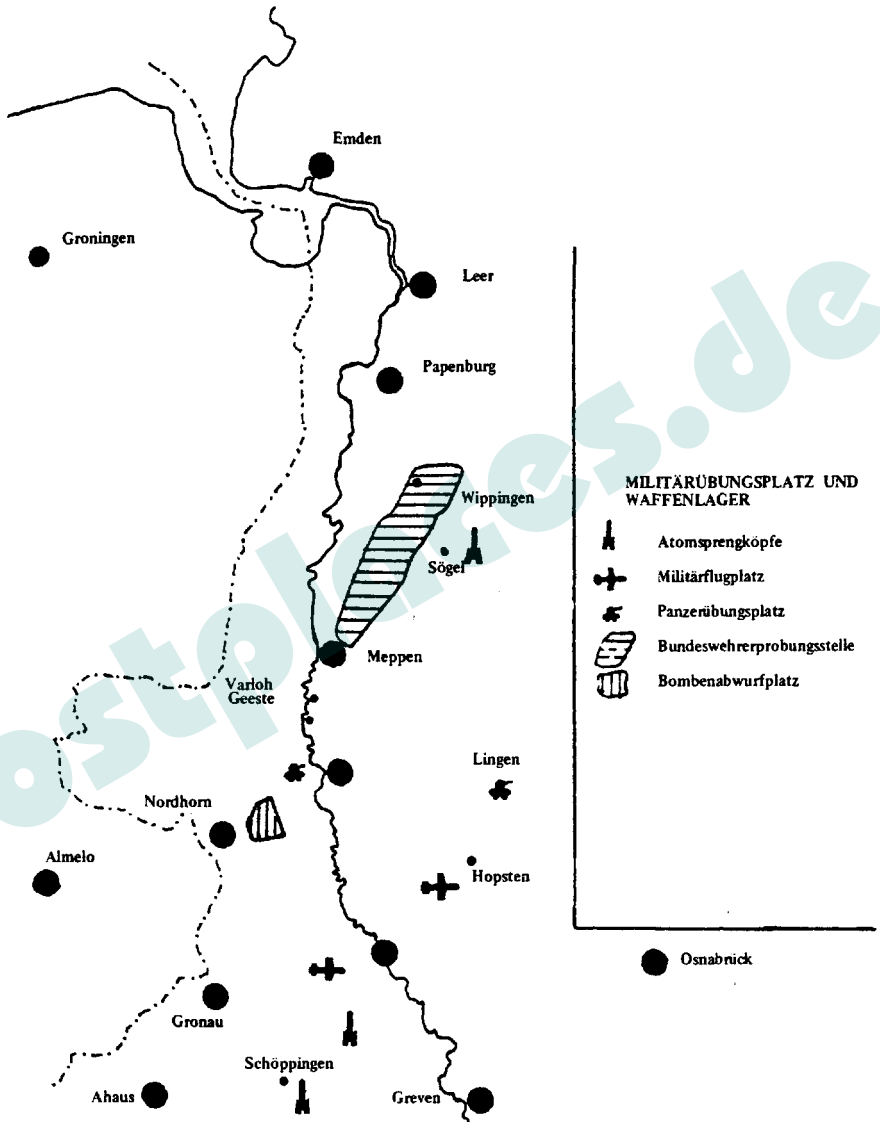 Emden
Groningen
Leer
Papenburg
Wippingen
Sögel
Meppen
Varloh
Geeste
Lingen
Nordhorn
Almelo
Hopsten
Osnabrück
Gronau
Schöppingen
Ahaus
Greven
MILITÄRÜBUNGSPLATZ UND
WAFFENLAGER
Atomsprengköpfe
Militärflugplatz
Panzerübungsplatz
Bundeswehrerprobungsstelle
Bombenabwurfplatz
ostplaces.de